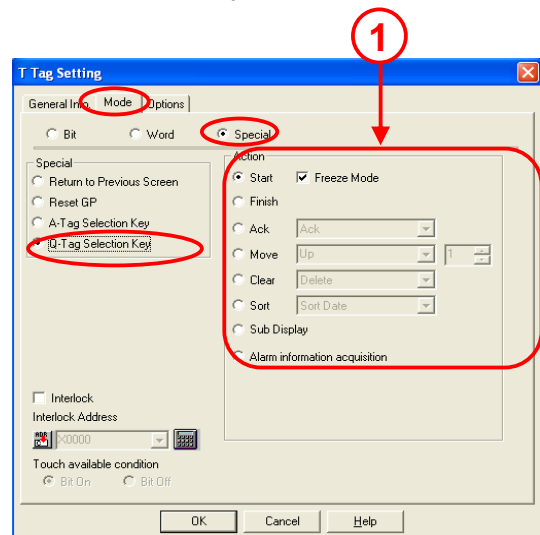 1
T Tag Setting
General Info. Mode Options
Bit Word Special
Special
Return to Previous Screen
Reset GP
A-Tag Selection Key
Q-Tag Selection Key
Action
Start Freeze Mode
Finish
Ack Ack
Move Up 1
Clear Delete
Sort Sort Date
Sub Display
Alarm information acquisition
Interlock
Interlock Address
X0000
Touch available condition
Bit On Bit Off
OK Cancel Help